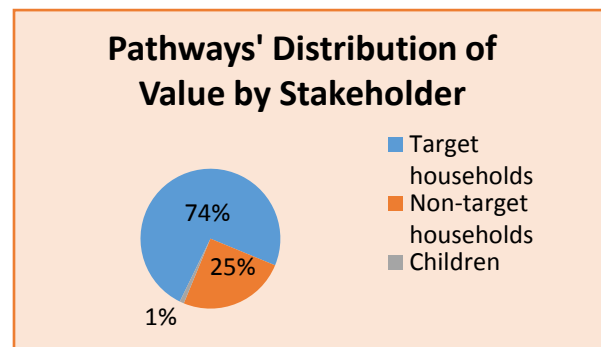 Pathways' Distribution of
Value by Stakeholder
Target
households
Non-target
households
Children
74%
25%
1%